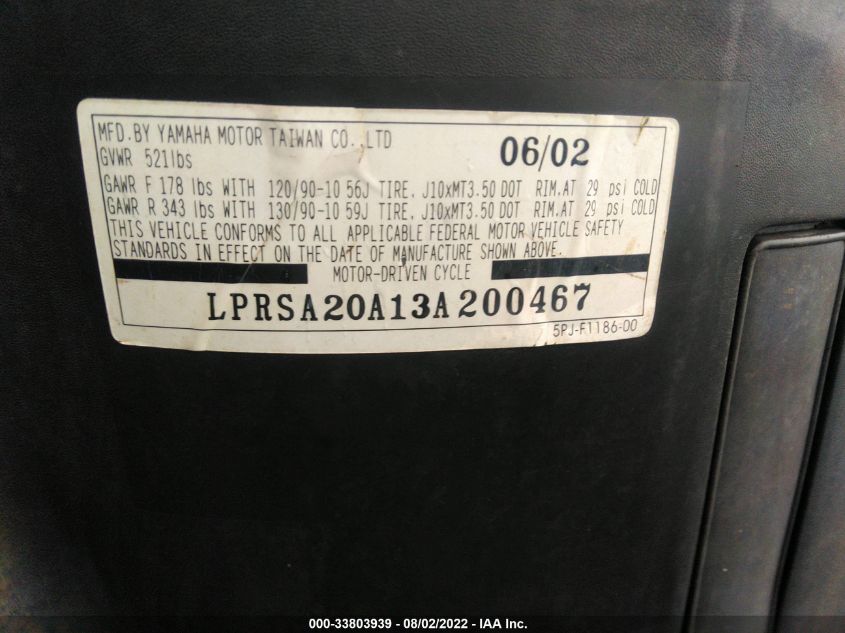 MFD.BY YAMAHA MOTOR TAIWAN CO.,LTD
06/02
GVWR 521lbs
GAWR F 178 lbs WITH 120/90-10 56J TIRE, J10xMT3.50 DOT RIM.AT 29 psi COLD
GAWR R 343 lbs WITH 130/90-10 59J TIRE, J10xMT3.50 DOT RIM.AT 29 psi COLD
THIS VEHICLE CONFORMS TO ALL APPLICABLE FEDERAL MOTOR VEHICLE SAFETY
STANDARDS IN EFFECT ON THE DATE OF MANUFACTURE SHOWN ABOVE.
MOTOR-DRIVEN CYCLE
LPRSA20A13A200467
5PJ-F1186-00
000-33803939 - 08/02/2022 - IAA Inc.